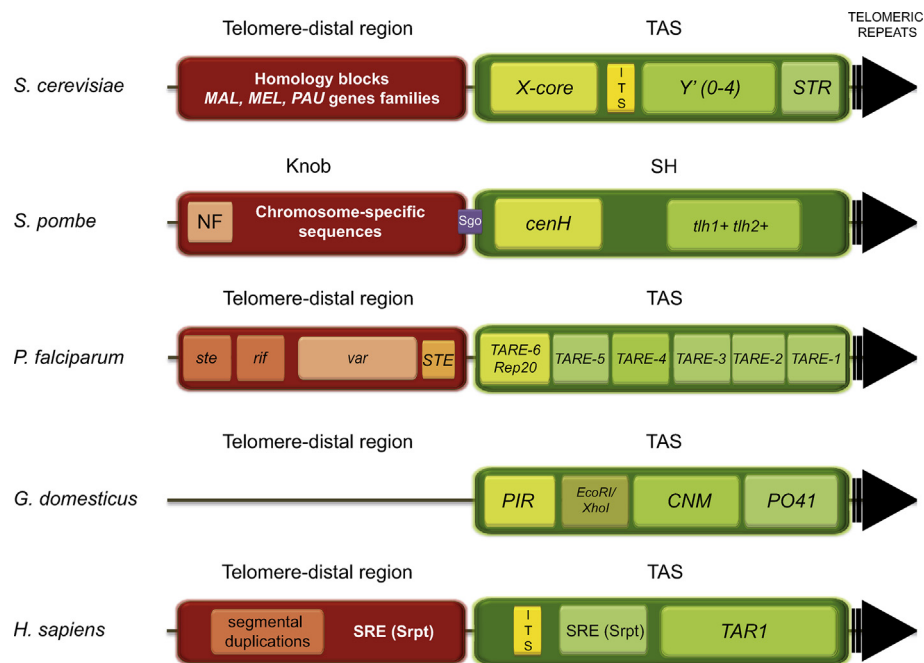 Telomere-distal region TAS TELOMERIC
REPEATS
S. cerevisiae
Homology blocks
MAL, MEL, PAU genes families
X-core
I
T
S
Y' (0-4)
STR
Knob SH
S. pombe
NF
Chromosome-specific
sequences
Sgo
cenH
tlh1+ tlh2+
Telomere-distal region TAS
P. falciparum
ste
rif
var
STE
TARE-6
Rep20
TARE-5
TARE-4
TARE-3
TARE-2
TARE-1
Telomere-distal region TAS
G. domesticus
PIR
EcoRI/
XhoI
CNM
PO41
Telomere-distal region TAS
H. sapiens
segmental
duplications
SRE (Srpt)
I
T
S
SRE (Srpt)
TAR1